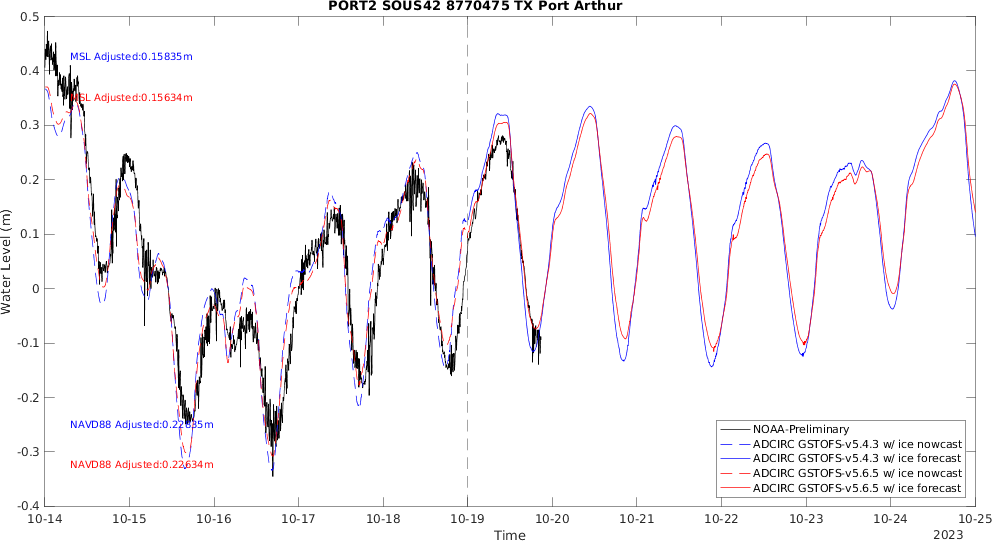 PORT2 SOUS42 8770475 TX Port Arthur
0.5
0.4
0.3
0.2
0.1
0
-0.1
-0.2
-0.3
-0.4
Water Level (m)
MSL Adjusted:0.15835m
MSL Adjusted:0.15634m
NAVD88 Adjusted:0.22835m
NAVD88 Adjusted:0.22634m
NOAA-Preliminary
ADCIRC GSTOFS-v5.4.3 w/ ice nowcast
ADCIRC GSTOFS-v5.4.3 w/ ice forecast
ADCIRC GSTOFS-v5.6.5 w/ ice nowcast
ADCIRC GSTOFS-v5.6.5 w/ ice forecast
10-14 10-15 10-16 10-17 10-18 10-19 10-20 10-21 10-22 10-23 10-24 10-25
Time
2023